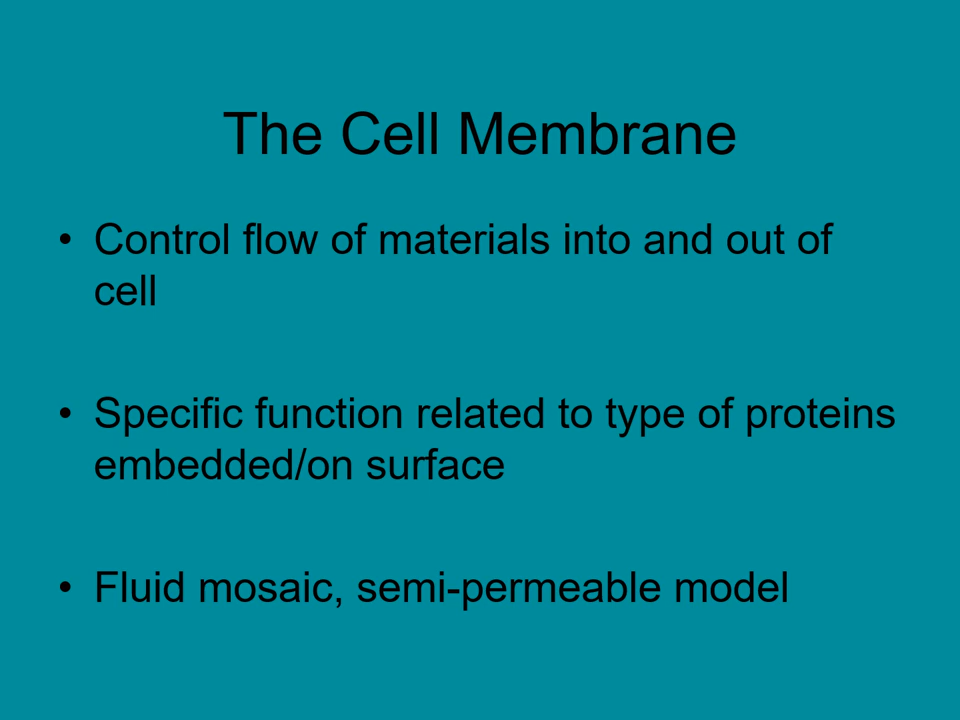 The Cell Membrane
• Control flow of materials into and out of
cell
• Specific function related to type of proteins
embedded/on surface
• Fluid mosaic, semi-permeable model